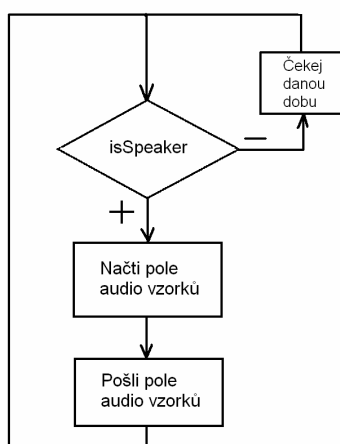 Čekej
danou
dobu
isSpeaker
−
+
Načti pole
audio vzorků
Pošli pole
audio vzorků